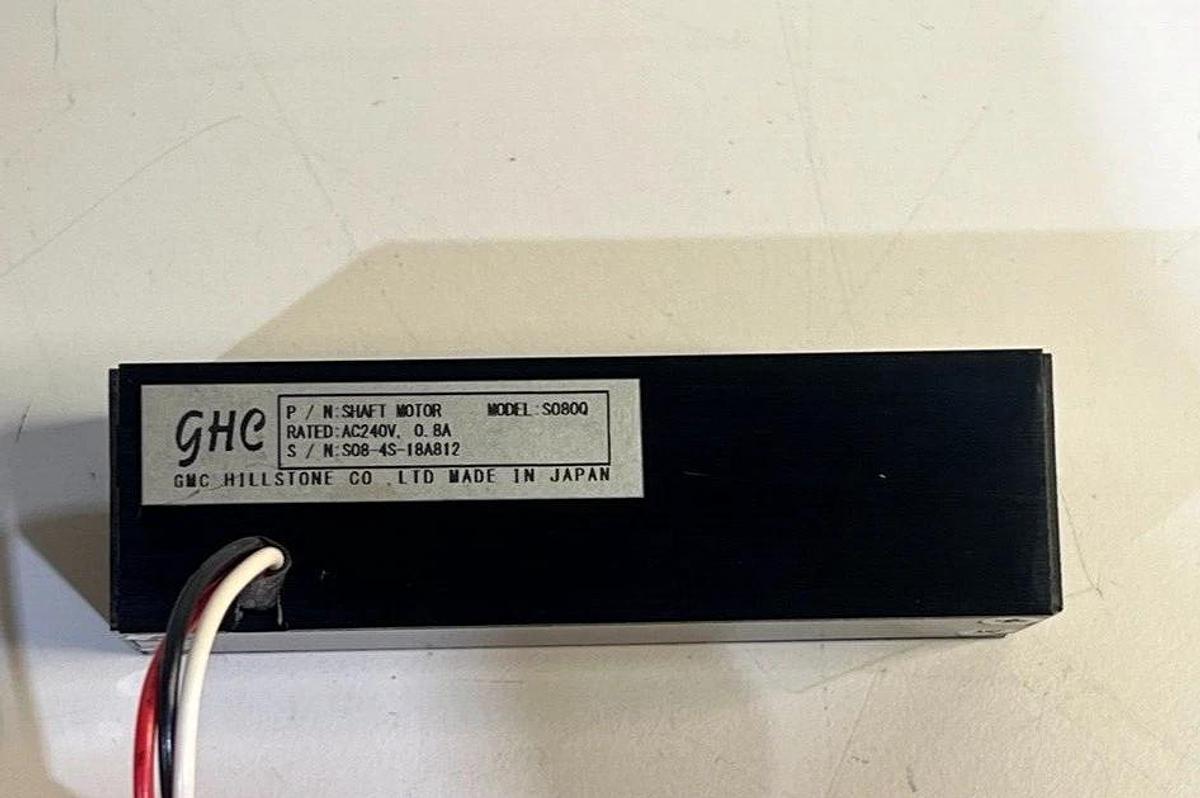 GHC
P / N:SHAFT MOTOR MODEL:S080Q
RATED:AC240V, 0.8A
S / N:S08-4S-18A812
GMC HILLSTONE CO .LTD MADE IN JAPAN